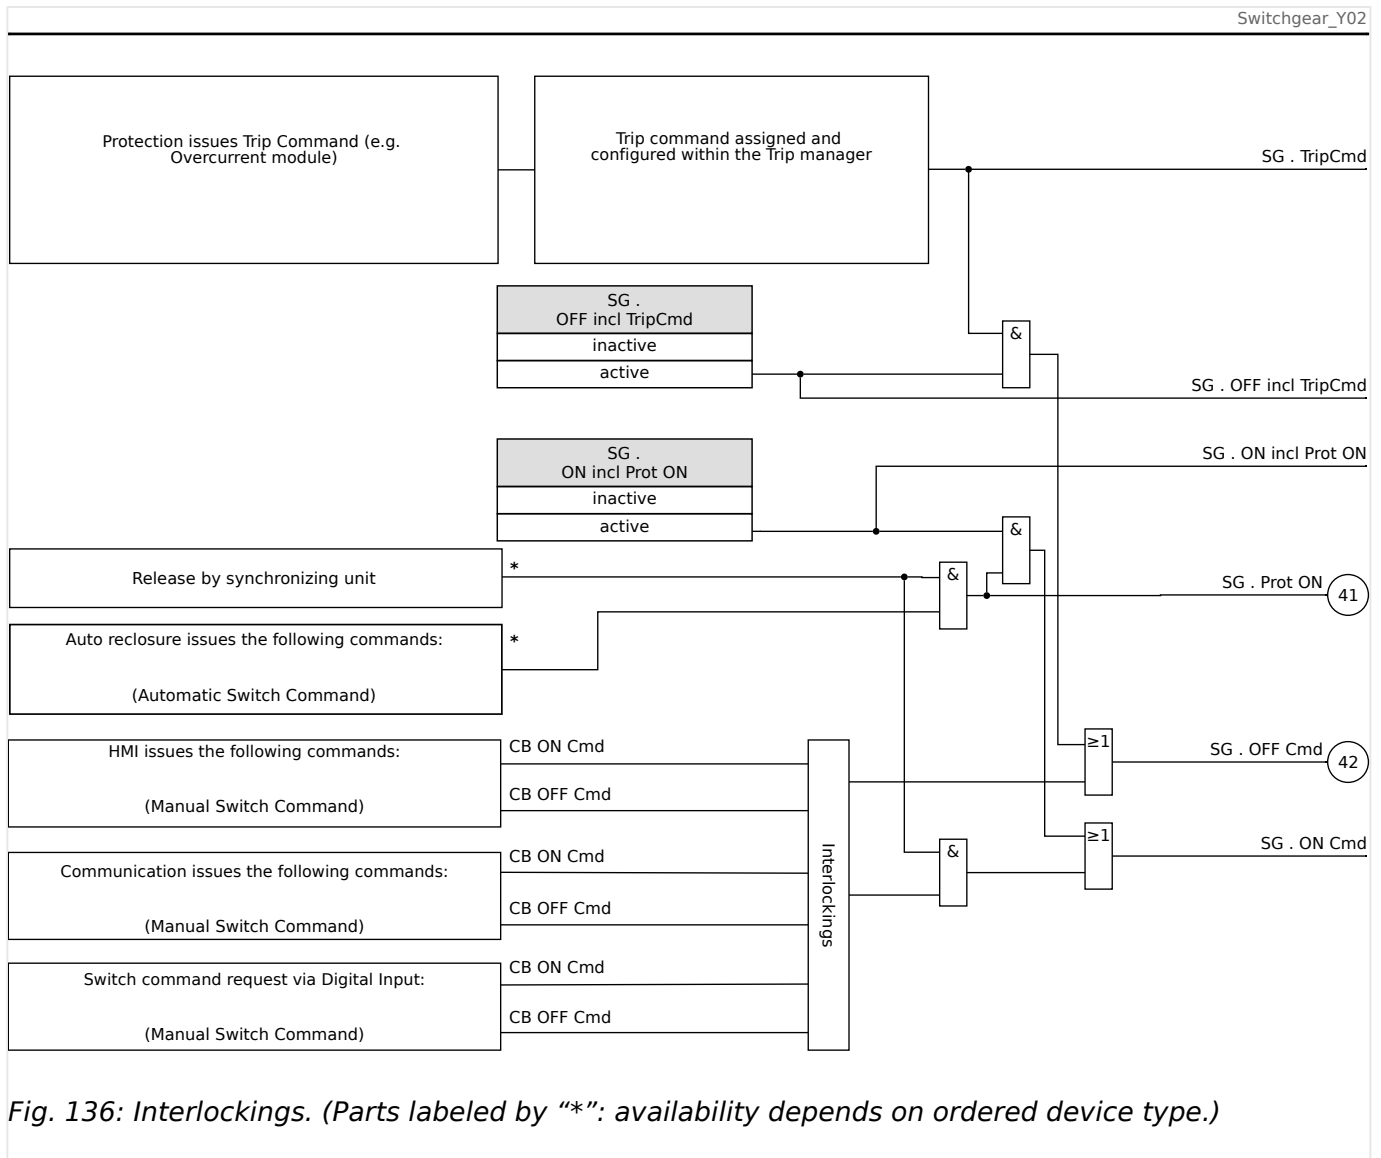 Switchgear_Y02
Protection issues Trip Command (e.g.
Overcurrent module)
Trip command assigned and
configured within the Trip manager
SG . TripCmd
SG .
OFF incl TripCmd
inactive
active
&
SG . OFF incl TripCmd
SG .
ON incl Prot ON
inactive
active
SG . ON incl Prot ON
&
Release by synchronizing unit
*
&
SG . Prot ON
41
Auto reclosure issues the following commands:
*
(Automatic Switch Command)
HMI issues the following commands:
(Manual Switch Command)
CB ON Cmd
CB OFF Cmd
≥1
SG . OFF Cmd
42
Communication issues the following commands:
(Manual Switch Command)
CB ON Cmd
CB OFF Cmd
Interlockings
&
≥1
SG . ON Cmd
Switch command request via Digital Input:
(Manual Switch Command)
CB ON Cmd
CB OFF Cmd
Fig. 136: Interlockings. (Parts labeled by “*”: availability depends on ordered device type.)